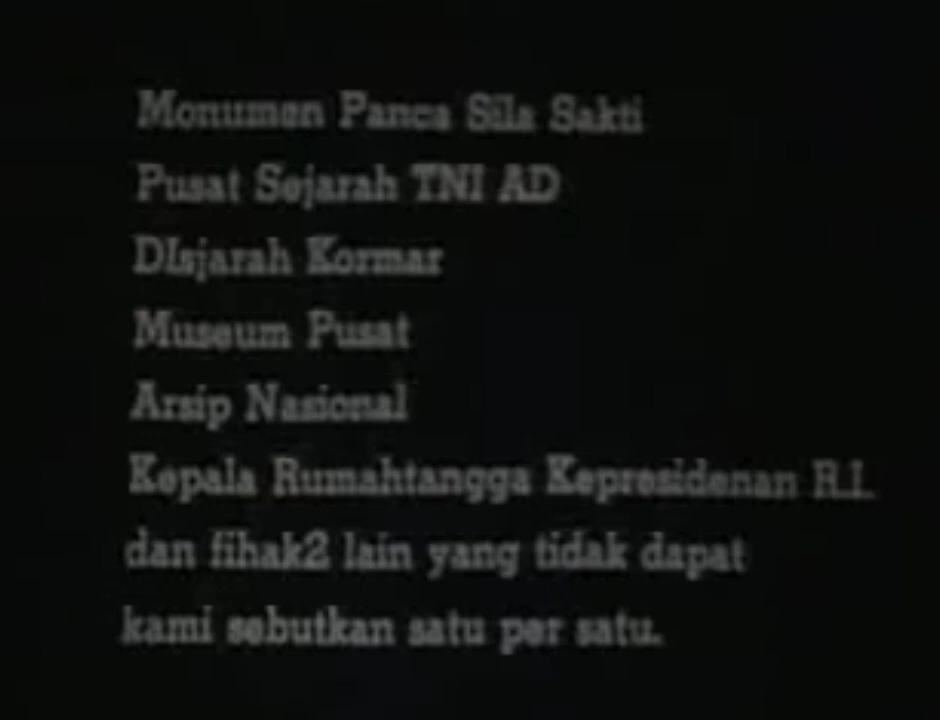 Monumen Panca Sila Sakti
Pusat Sejarah TNI AD
DIsjarah Kormar
Museum Pusat
Arsip Nasional
Kepala Rumahtangga Kepresidenan R.I.
dan fihak2 lain yang tidak dapat
kami sebutkan satu per satu.